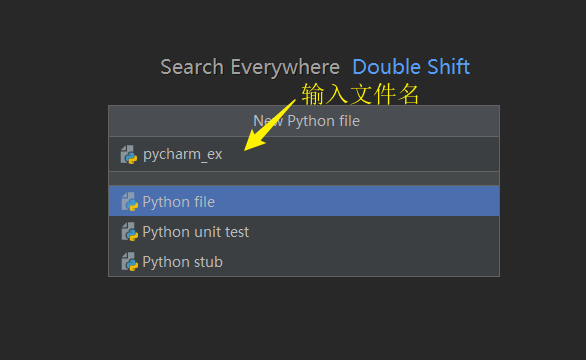 Search Everywhere Double Shift
输入文件名
New Python file
pycharm_ex
Python file
Python unit test
Python stub